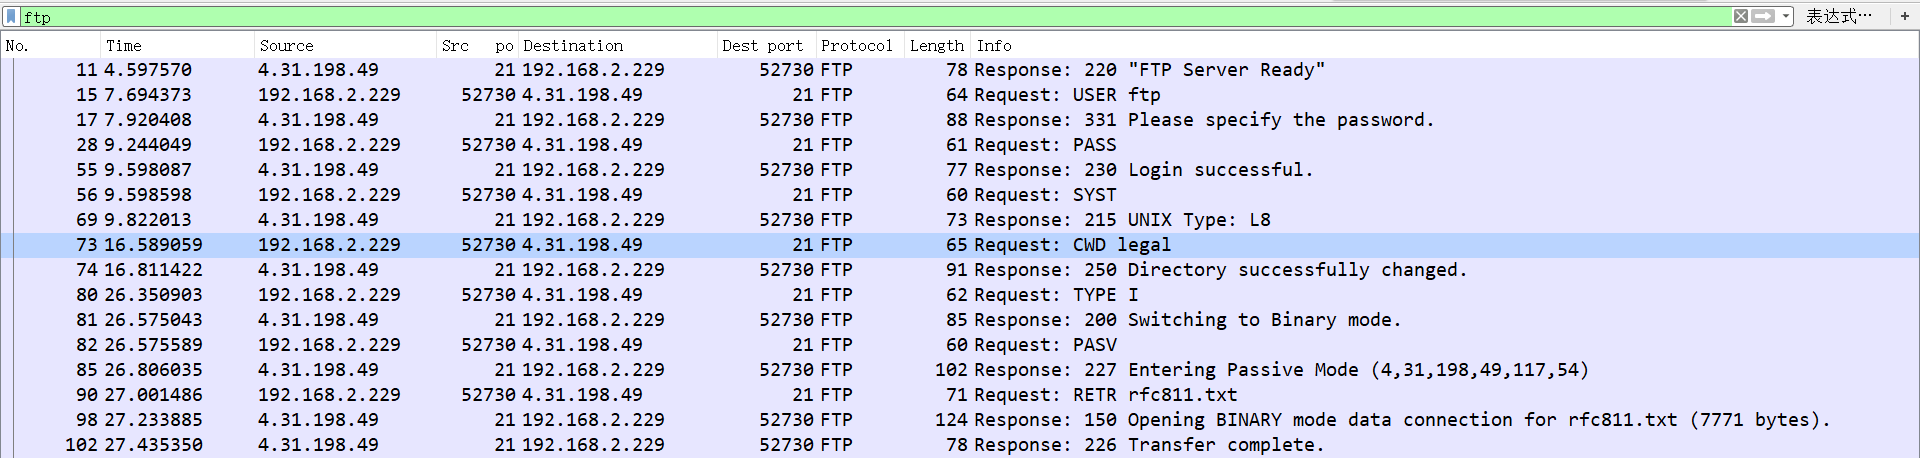 ftp 表达式… +
No. Time Source Src po Destination Dest port Protocol Length Info
11 4.597570 4.31.198.49 21 192.168.2.229 52730 FTP 78 Response: 220 "FTP Server Ready"
15 7.694373 192.168.2.229 52730 4.31.198.49 21 FTP 64 Request: USER ftp
17 7.920408 4.31.198.49 21 192.168.2.229 52730 FTP 88 Response: 331 Please specify the password.
28 9.244049 192.168.2.229 52730 4.31.198.49 21 FTP 61 Request: PASS
55 9.598087 4.31.198.49 21 192.168.2.229 52730 FTP 77 Response: 230 Login successful.
56 9.598598 192.168.2.229 52730 4.31.198.49 21 FTP 60 Request: SYST
69 9.822013 4.31.198.49 21 192.168.2.229 52730 FTP 73 Response: 215 UNIX Type: L8
73 16.589059 192.168.2.229 52730 4.31.198.49 21 FTP 65 Request: CWD legal
74 16.811422 4.31.198.49 21 192.168.2.229 52730 FTP 91 Response: 250 Directory successfully changed.
80 26.350903 192.168.2.229 52730 4.31.198.49 21 FTP 62 Request: TYPE I
81 26.575043 4.31.198.49 21 192.168.2.229 52730 FTP 85 Response: 200 Switching to Binary mode.
82 26.575589 192.168.2.229 52730 4.31.198.49 21 FTP 60 Request: PASV
85 26.806035 4.31.198.49 21 192.168.2.229 52730 FTP 102 Response: 227 Entering Passive Mode (4,31,198,49,117,54)
90 27.001486 192.168.2.229 52730 4.31.198.49 21 FTP 71 Request: RETR rfc811.txt
98 27.233885 4.31.198.49 21 192.168.2.229 52730 FTP 124 Response: 150 Opening BINARY mode data connection for rfc811.txt (7771 bytes).
102 27.435350 4.31.198.49 21 192.168.2.229 52730 FTP 78 Response: 226 Transfer complete.